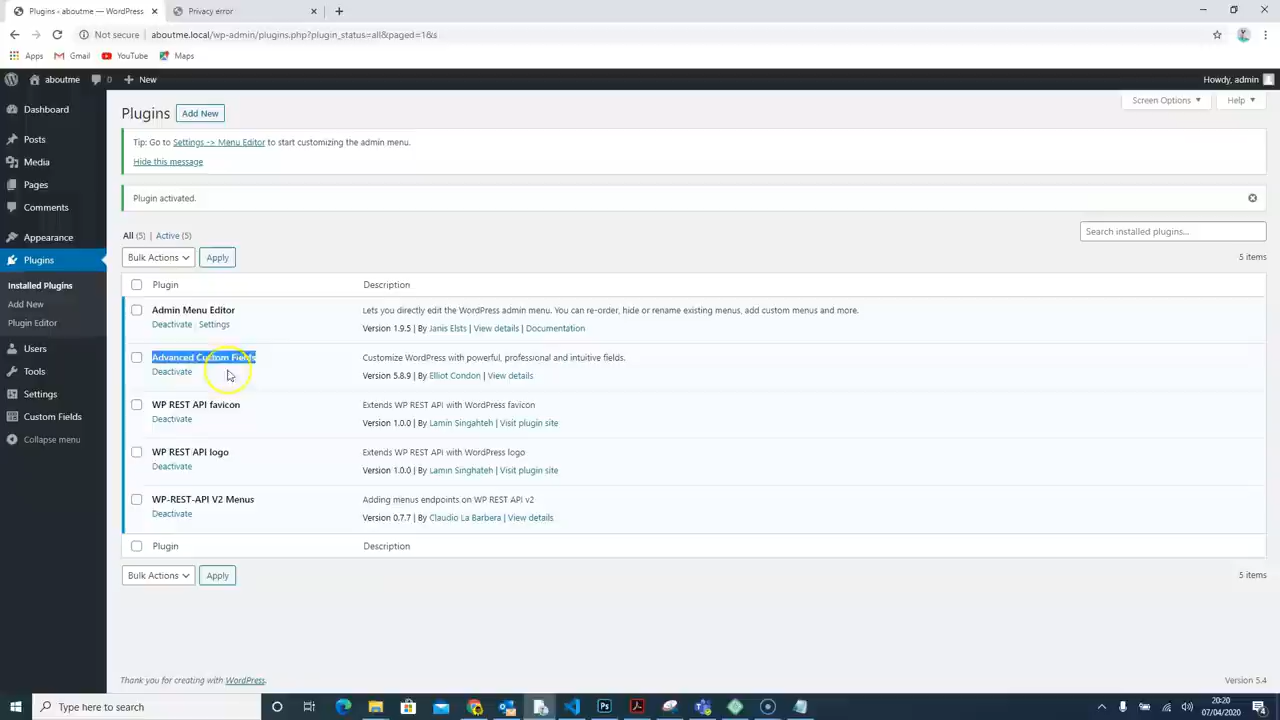 Plugins - aboutme — WordPress
Privacy error
Not secure | aboutme.local/wp-admin/plugins.php?plugin_status=all&paged=1&s
Apps Gmail YouTube Maps
aboutme 0 New Howdy, admin
Dashboard
Posts
Media
Pages
Comments
Appearance
Plugins
Installed Plugins
Add New
Plugin Editor
Users
Tools
Settings
Custom Fields
Collapse menu
Screen Options Help
Plugins Add New
Tip: Go to Settings -> Menu Editor to start customizing the admin menu.
Hide this message
Plugin activated.
All (5) | Active (5)
Search installed plugins...
Bulk Actions Apply
5 items
Plugin Description
Admin Menu Editor Lets you directly edit the WordPress admin menu. You can re-order, hide or rename existing menus, add custom menus and more.
Deactivate Settings Version 1.9.5 | By Janis Elsts | View details | Documentation
Advanced Custom Fields Customize WordPress with powerful, professional and intuitive fields.
Deactivate Version 5.8.9 | By Elliot Condon | View details
WP REST API favicon Extends WP REST API with WordPress favicon
Deactivate Version 1.0.0 | By Lamin Singahteh | Visit plugin site
WP REST API logo Extends WP REST API with WordPress logo
Deactivate Version 1.0.0 | By Lamin Singhateh | Visit plugin site
WP-REST-API V2 Menus Adding menus endpoints on WP REST API v2
Deactivate Version 0.7.7 | By Claudio La Barbera | View details
Plugin Description
Bulk Actions Apply
5 items
Thank you for creating with WordPress. Version 5.4
Type here to search
20:20
07/04/2020